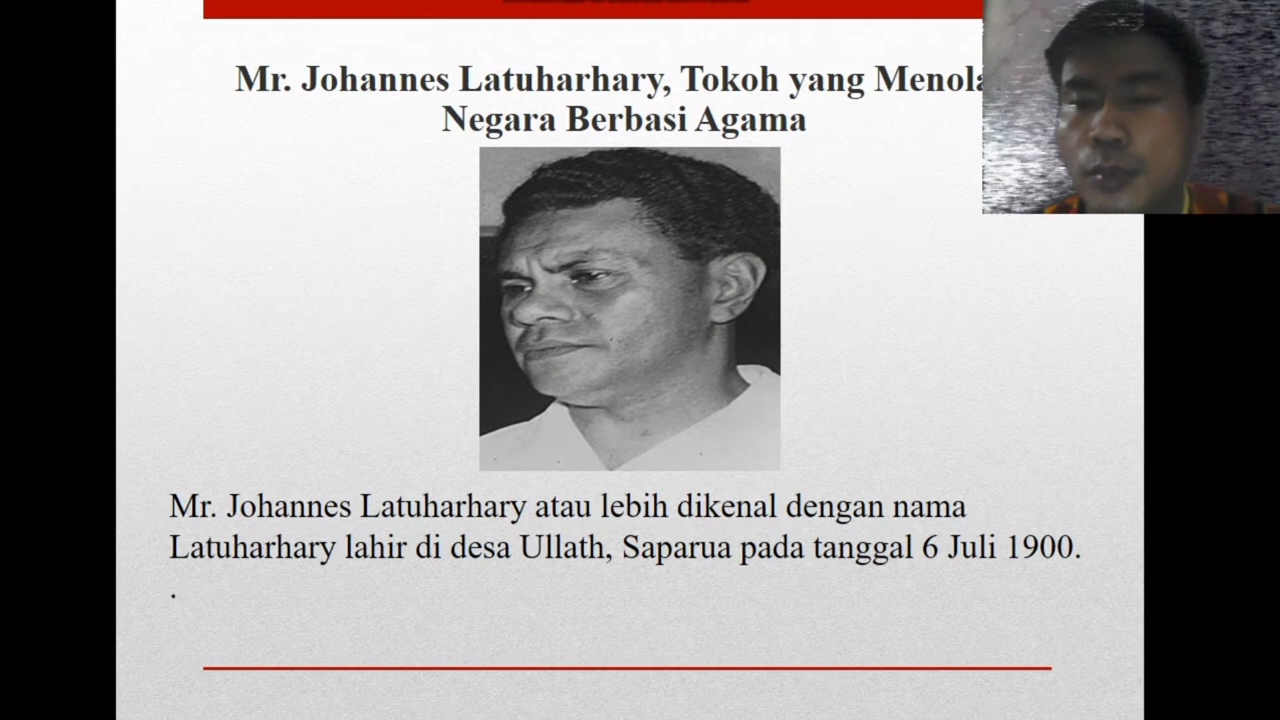 Mr. Johannes Latuharhary, Tokoh yang
Negara Berbasi Agama
Mr. Johannes Latuharhary atau lebih dikenal dengan nama
Latuharhary lahir di desa Ullath, Saparua pada tanggal 6 Juli 1900.
.